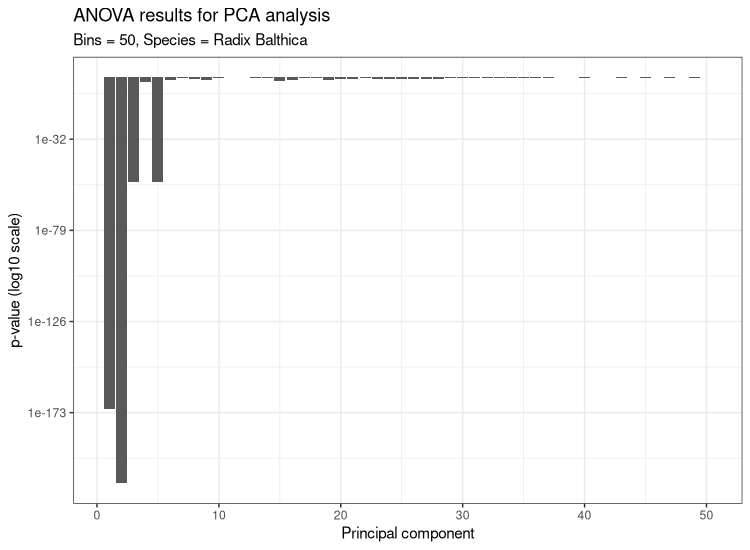 ANOVA results for PCA analysis
Bins = 50, Species = Radix Balthica
1e-32
1e-79
1e-126
1e-173
p-value (log10 scale)
0 10 20 30 40 50
Principal component